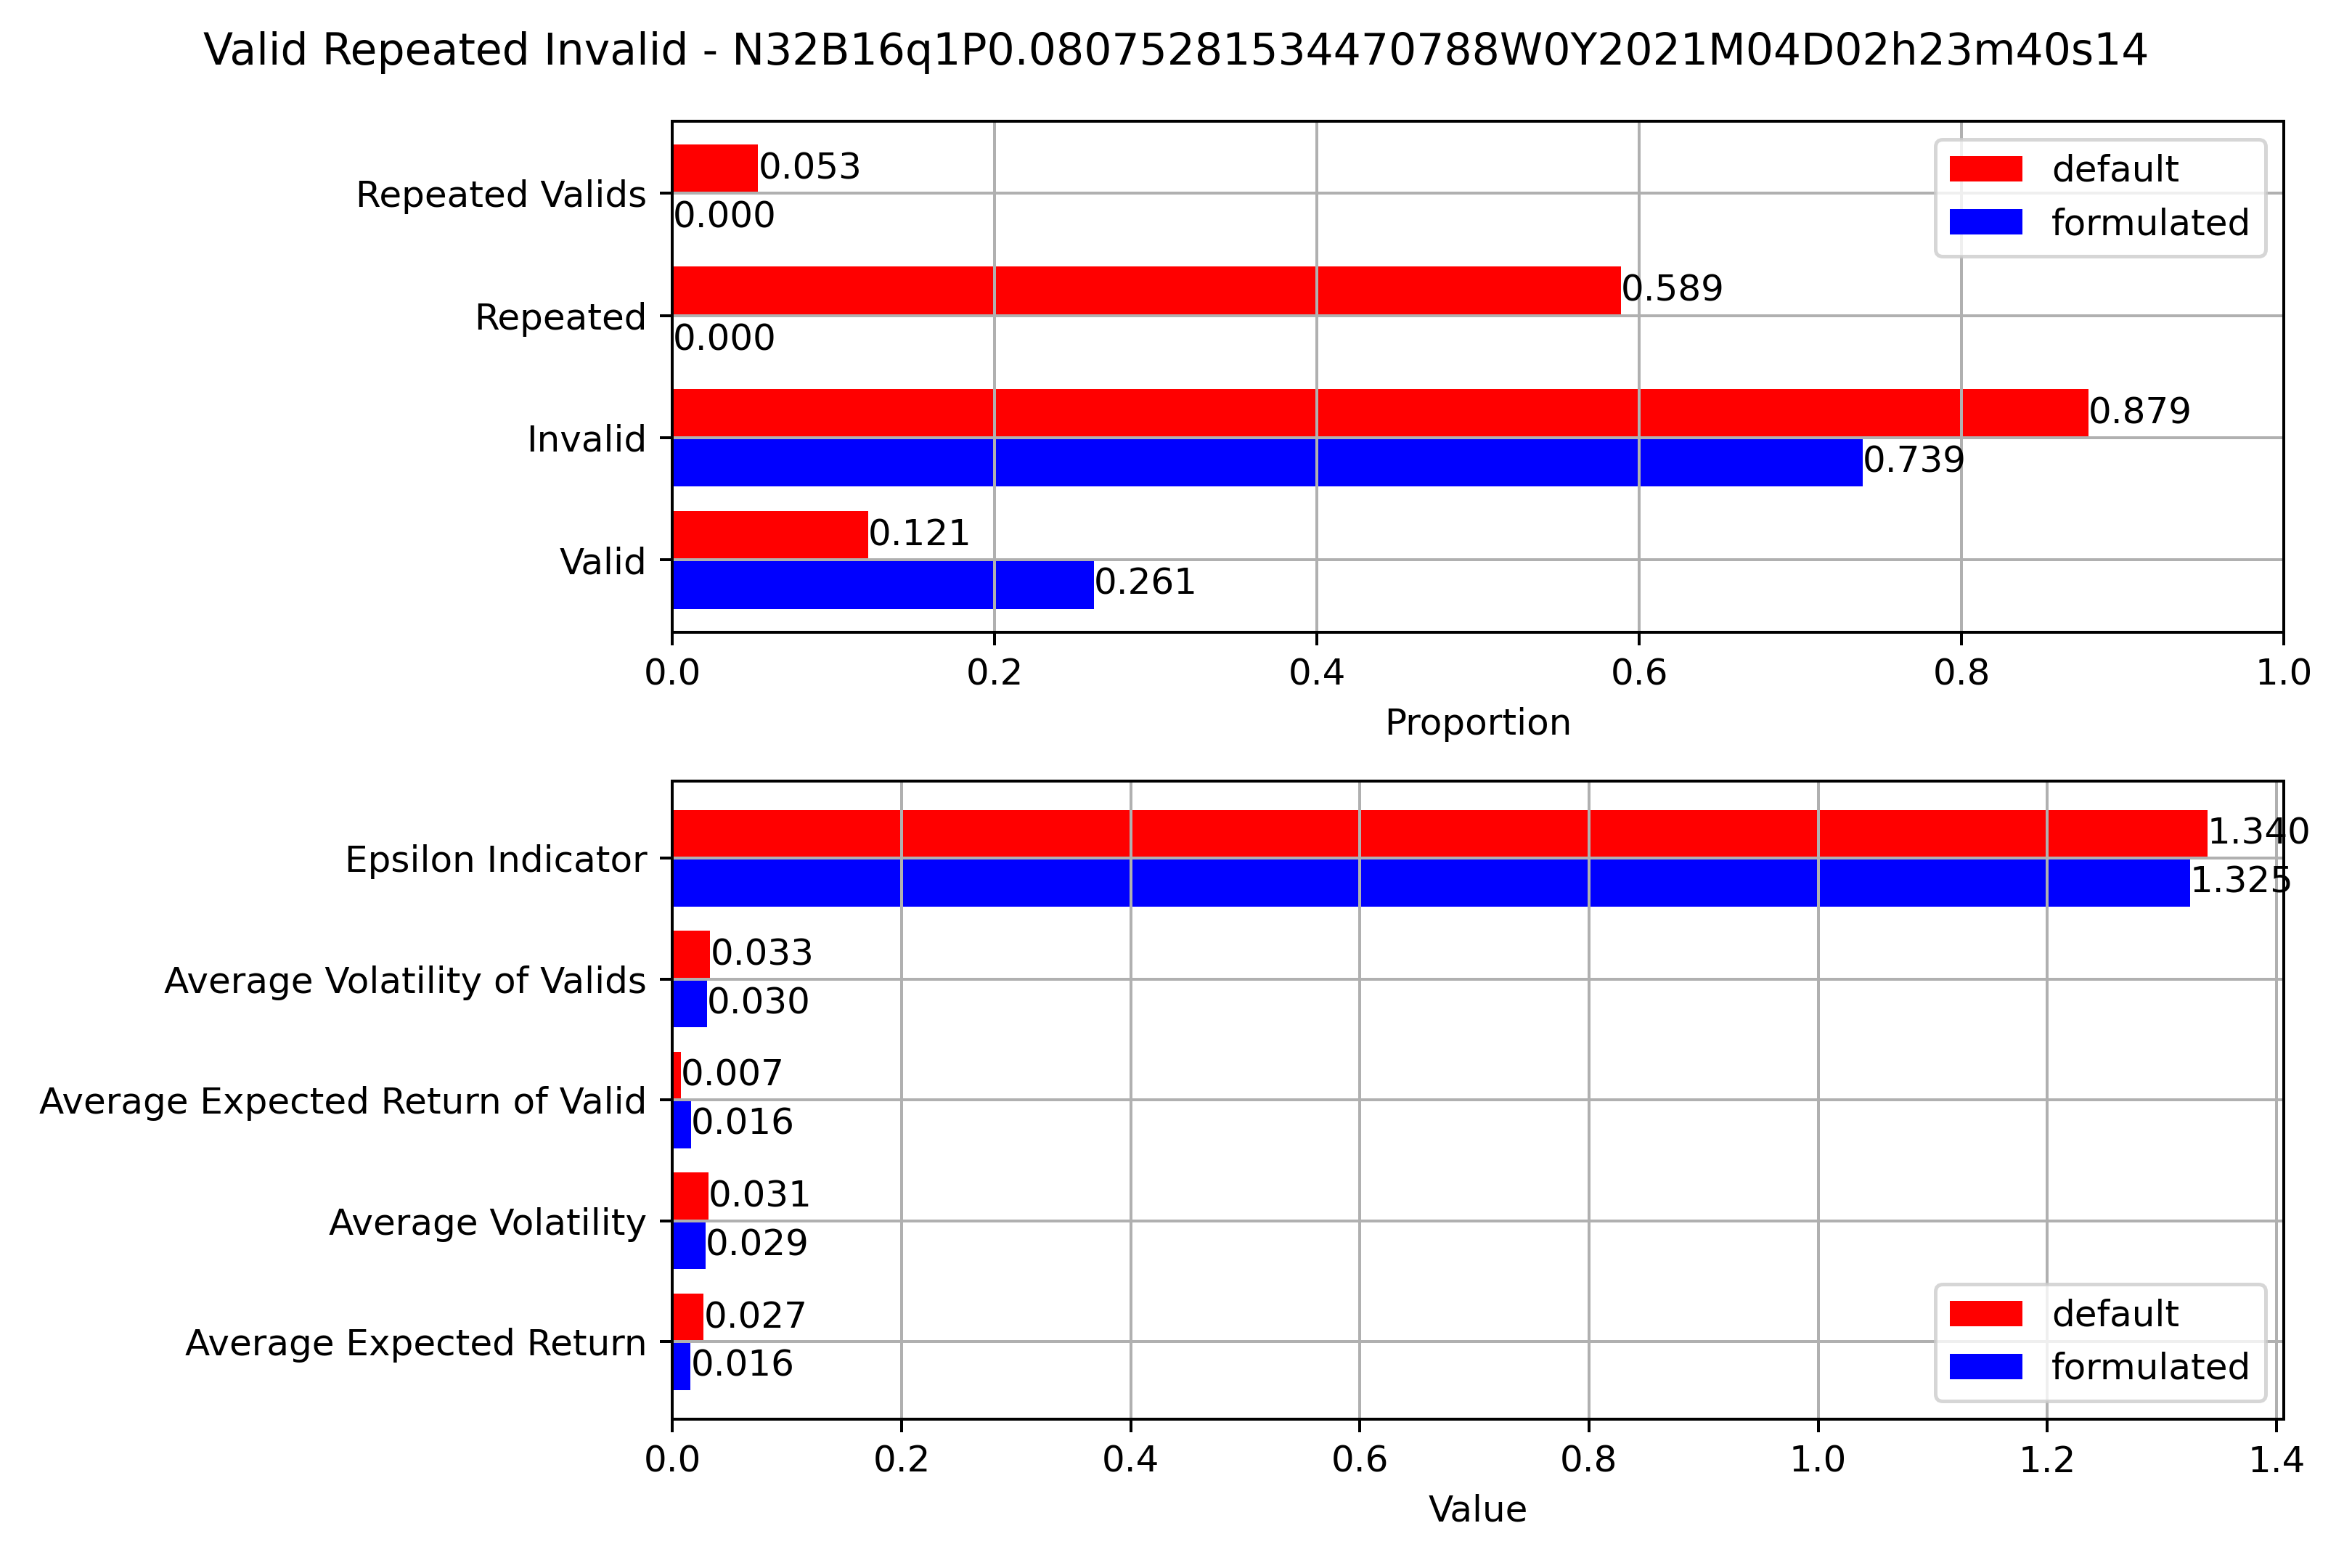 Valid Repeated Invalid - N32B16q1P0.08075281534470788W0Y2021M04D02h23m40s14
Repeated Valids
0.053
0.000
Repeated
0.589
0.000
Invalid
0.879
0.739
Valid
0.121
0.261
default
formulated
0.0 0.2 0.4 0.6 0.8 1.0
Proportion
Epsilon Indicator
1.340
1.325
Average Volatility of Valids
0.033
0.030
Average Expected Return of Valid
0.007
0.016
Average Volatility
0.031
0.029
Average Expected Return
0.027
0.016
default
formulated
0.0 0.2 0.4 0.6 0.8 1.0 1.2 1.4
Value